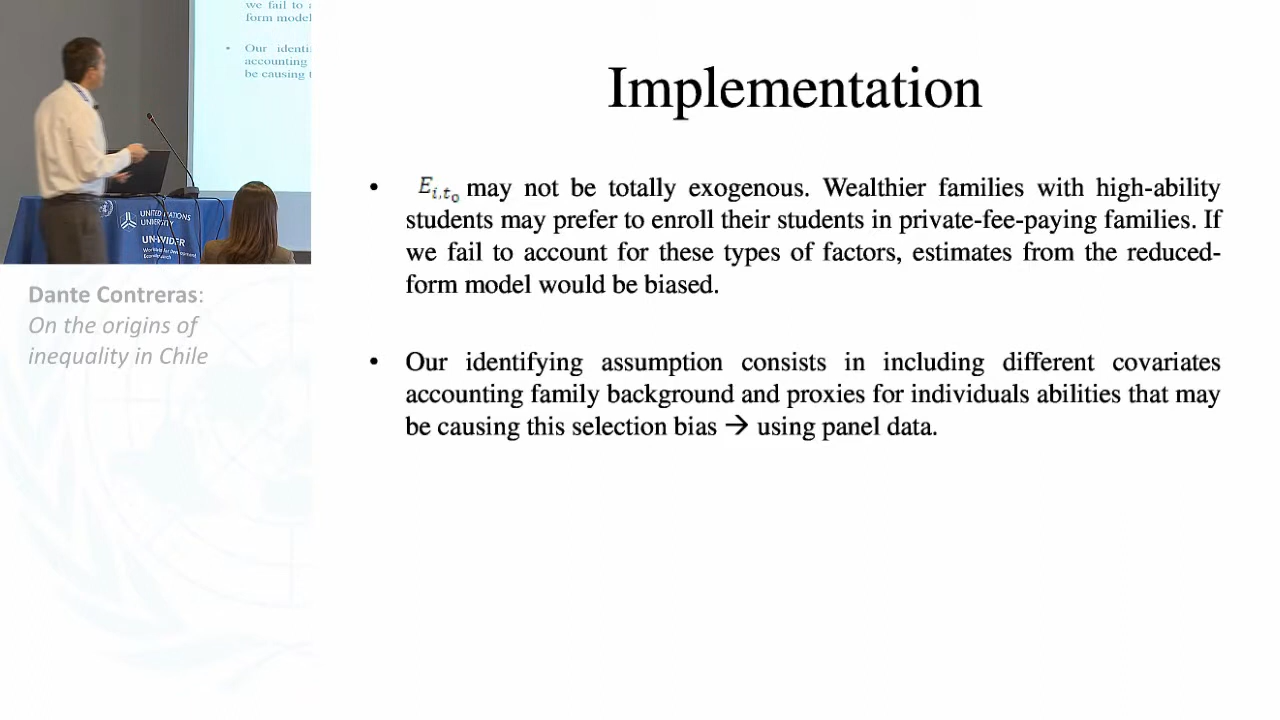 we fail to
form model
Our identi
accounting
be causing t
UNITED NATIONS
UNIVERSITY
UNU-WIDER
Dante Contreras:
On the origins of
inequality in Chile
Implementation
• E_{i,t_0} may not be totally exogenous. Wealthier families with high-ability
students may prefer to enroll their students in private-fee-paying families. If
we fail to account for these types of factors, estimates from the reduced-
form model would be biased.
• Our identifying assumption consists in including different covariates
accounting family background and proxies for individuals abilities that may
be causing this selection bias → using panel data.